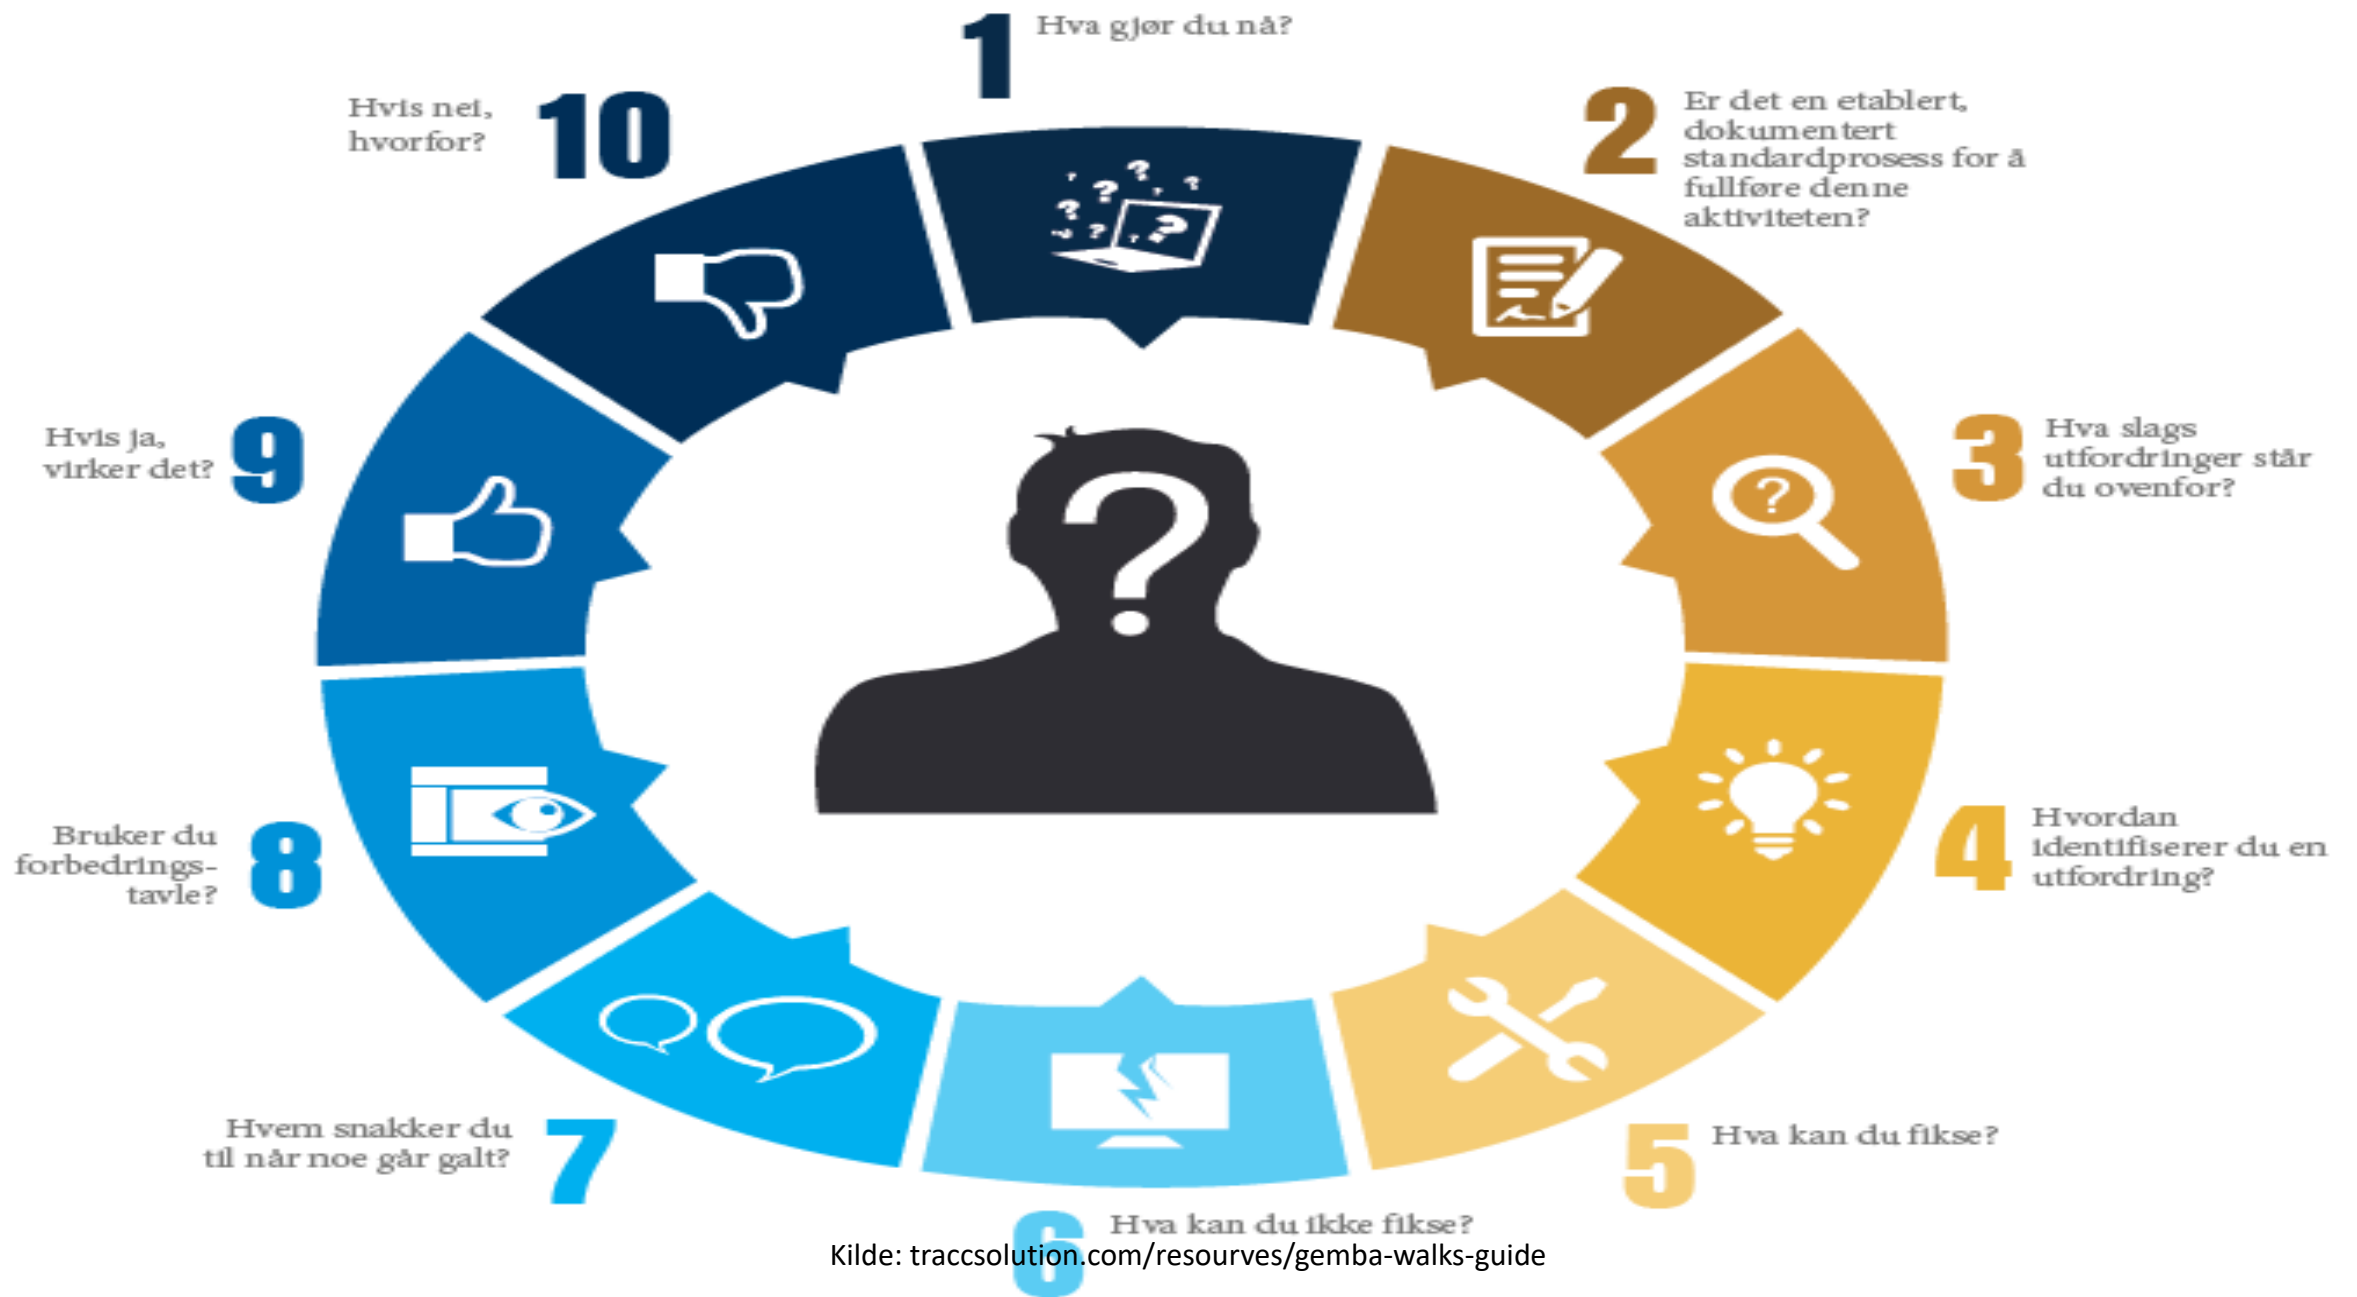 1
Hva gjør du nå?
2
Er det en etablert,
dokumentert
standardprosess for å
fullføre denne
aktiviteten?
3
Hva slags
utfordringer står
du ovenfor?
4
Hvordan
identifiserer du en
utfordring?
5
Hva kan du fikse?
6
Hva kan du ikke fikse?
Kilde: traccsolution.com/resourves/gemba-walks-guide
7
Hvem snakker du
til når noe går galt?
8
Bruker du
forbedrings-
tavle?
9
Hvis ja,
virker det?
10
Hvis nei,
hvorfor?